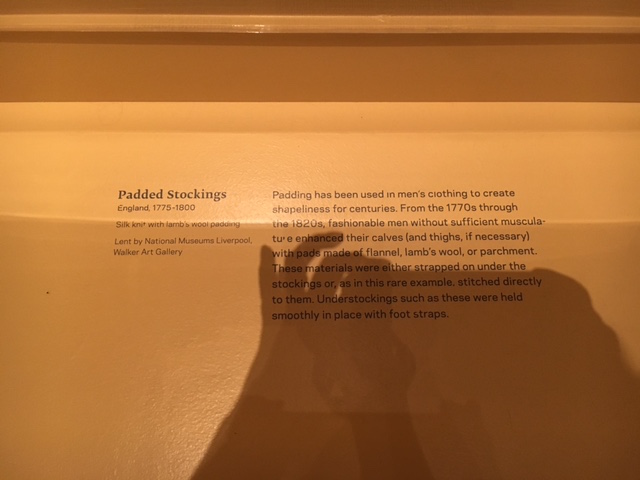 Padded Stockings
England, 1775-1800
Silk knit with lamb's wool padding
Lent by National Museums Liverpool,
Walker Art Gallery
Padding has been used in men's clothing to create
shapeliness for centuries. From the 1770s through
the 1820s, fashionable men without sufficient muscula-
ture enhanced their calves (and thighs, if necessary)
with pads made of flannel, lamb's wool, or parchment.
These materials were either strapped on under the
stockings or, as in this rare example, stitched directly
to them. Understockings such as these were held
smoothly in place with foot straps.